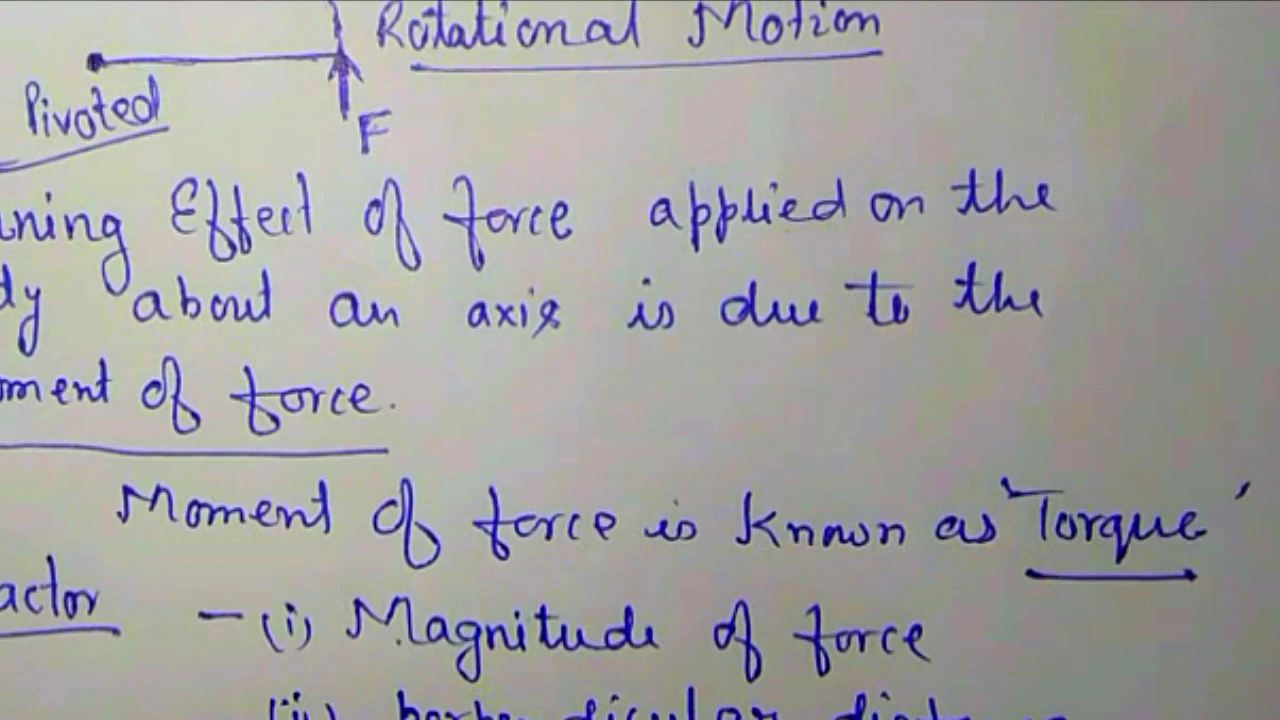 Rotational Motion
Pivoted
F
ning Effect of force applied on the
dy about an axis is due to the
ment of force.
Moment of force is known as 'Torque'
actor - (i) Magnitude of force
(ii)